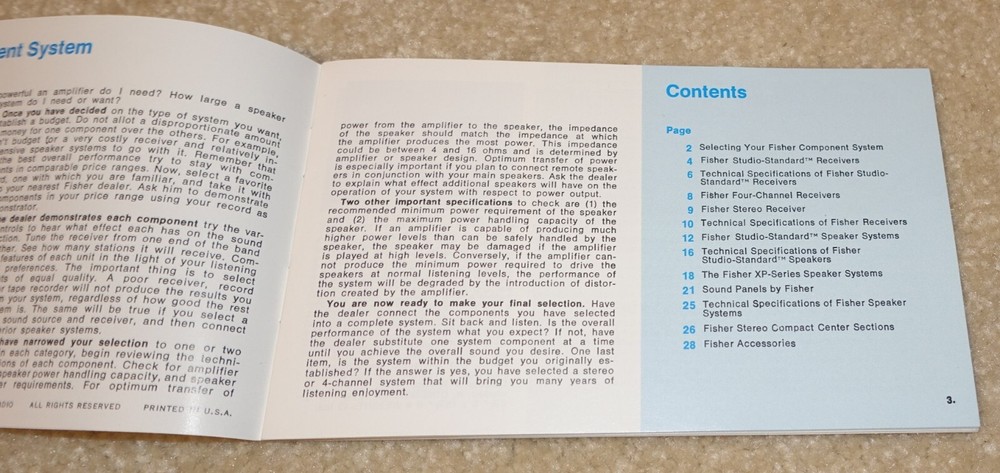 ent System
powerful an amplifier do I need? How large a speaker
system do I need or want?
Once you have decided on the type of system you want,
establish a budget. Do not allot a disproportionate amount
money for one component over the others. For example,
n't budget for a very costly receiver and relatively in-
ensive speakers to go with it. Remember that
the best overall performance try to stay with com-
nts in comparable price ranges. Now, select a favorite
, one with which you are familiar, and take it with
your nearest Fisher dealer. Ask him to demonstrate
mponents in your price range using your record as
onstrator.
he dealer demonstrates each component try the var-
ntrols to hear what effect each has on the sound
ction. Tune the receiver from one end of the band
ther. See how many stations it will receive. Com-
features of each unit in the light of your listening
preferences. The important thing is to select
ts of equal quality. A poor receiver, record
r tape recorder will not produce the results you
n your system, regardless of how good the rest
em is. The same will be true if you select a
sound source and receiver, and then connect
rior speaker systems.
have narrowed your selection to one or two
n each category, begin reviewing the techni-
ions of each component. Check for amplifier
speaker power handling capacity, and speaker
er requirements. For optimum transfer of
ADIO ALL RIGHTS RESERVED PRINTED IN U.S.A.
power from the amplifier to the speaker, the impedance
of the speaker should match the impedance at which
the amplifier produces the most power. This impedance
could be between 4 and 16 ohms and is determined by
amplifier or speaker design. Optimum transfer of power
is especially important if you plan to connect remote speak-
ers in conjunction with your main speakers. Ask the dealer
to explain what effect additional speakers will have on the
operation of your system with respect to power output.
Two other important specifications to check are (1) the
recommended minimum power requirement of the speaker
and (2) the maximum power handling capacity of the
speaker. If an amplifier is capable of producing much
higher power levels than can be safely handled by the
speaker, the speaker may be damaged if the amplifier
is played at high levels. Conversely, if the amplifier can-
not produce the minimum power required to drive the
speakers at normal listening levels, the performance of
the system will be degraded by the introduction of distor-
tion created by the amplifier.
You are now ready to make your final selection. Have
the dealer connect the components you have selected
into a complete system. Sit back and listen. Is the overall
performance of the system what you expect? If not, have
the dealer substitute one system component at a time
until you achieve the overall sound you desire. One last
item, is the system within the budget you originally es-
tablished? If the answer is yes, you have selected a stereo
or 4-channel system that will bring you many years of
listening enjoyment.
Contents
Page
2 Selecting Your Fisher Component System
4 Fisher Studio-Standard™ Receivers
6 Technical Specifications of Fisher Studio-
Standard™ Receivers
8 Fisher Four-Channel Receivers
9 Fisher Stereo Receiver
10 Technical Specifications of Fisher Receivers
12 Fisher Studio-Standard™ Speaker Systems
16 Technical Specifications of Fisher
Studio-Standard™ Speakers
18 The Fisher XP-Series Speaker Systems
21 Sound Panels by Fisher
25 Technical Specifications of Fisher Speaker
Systems
26 Fisher Stereo Compact Center Sections
28 Fisher Accessories
3.